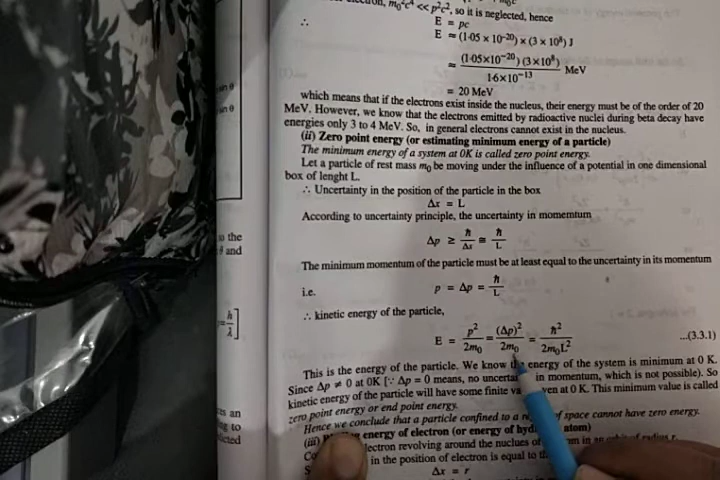 electron, m₀²c⁴ << p²c², so it is neglected, hence
∴ E = pc
E ≈ (1·05 × 10⁻²⁰) × (3 × 10⁸) J
≈ (1·05×10⁻²⁰) (3×10⁸) / 1·6×10⁻¹³ MeV
= 20 MeV
which means that if the electrons exist inside the nucleus, their energy must be of the order of 20
MeV. However, we know that the electrons emitted by radioactive nuclei during beta decay have
energies only 3 to 4 MeV. So, in general electrons cannot exist in the nucleus.
(ii) Zero point energy (or estimating minimum energy of a particle)
The minimum energy of a system at 0K is called zero point energy.
Let a particle of rest mass m₀ be moving under the influence of a potential in one dimensional
box of lenght L.
∴ Uncertainty in the position of the particle in the box
Δx = L
According to uncertainty principle, the uncertainty in momemtum
Δp ≥ ℏ/Δx ≅ ℏ/L
The minimum momentum of the particle must be at least equal to the uncertainty in its momentum
i.e. p = Δp = ℏ/L
∴ kinetic energy of the particle,
E = p²/2m₀ = (Δp)²/2m₀ = ℏ²/2m₀L² ...(3.3.1)
This is the energy of the particle. We know the energy of the system is minimum at 0 K.
Since Δp ≠ 0 at 0K [∵ Δp = 0 means, no in momentum, which is not possible). So
kinetic energy of the particle will have some finite at 0 K. This minimum value is called
zero point energy or end point energy.
Hence we conclude that a particle confined to a of space cannot have zero energy.
(iii) energy of electron (or energy of atom)
electron revolving around the nuclues of in
in the position of electron is equal to
Δx = r
sin θ
sin θ
the
θ and
h/λ]
an
to